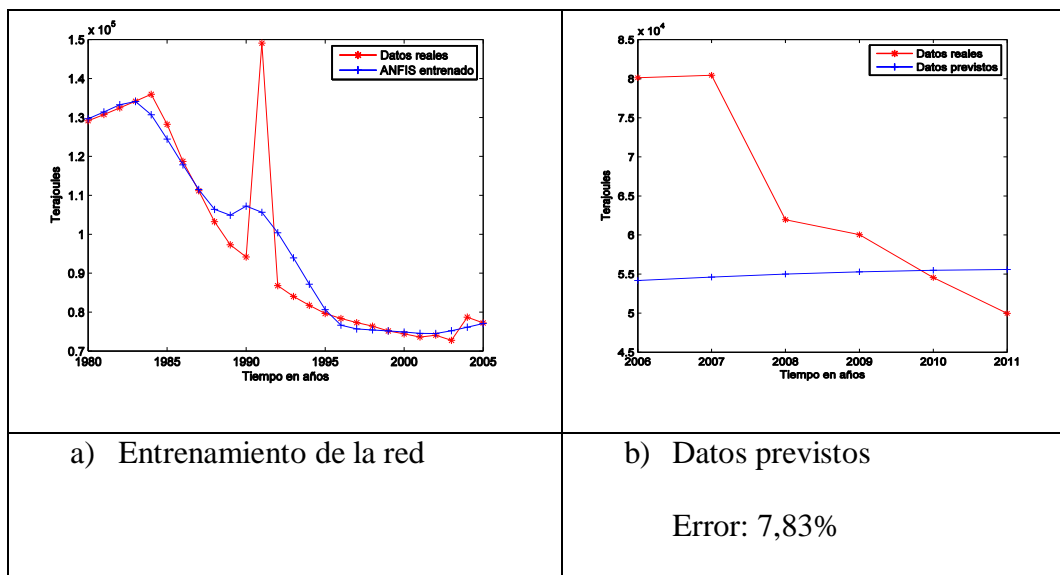 x 10^5
1.5
1.4
1.3
1.2
1.1
1
0.9
0.8
0.7
Terajoules
Datos reales
ANFIS entrenado
1980 1985 1990 1995 2000 2005
Tiempo en años
x 10^4
8.5
8
7.5
7
6.5
6
5.5
5
4.5
Terajoules
Datos reales
Datos previstos
2006 2007 2008 2009 2010 2011
Tiempo en años
a) Entrenamiento de la red
b) Datos previstos
Error: 7,83%